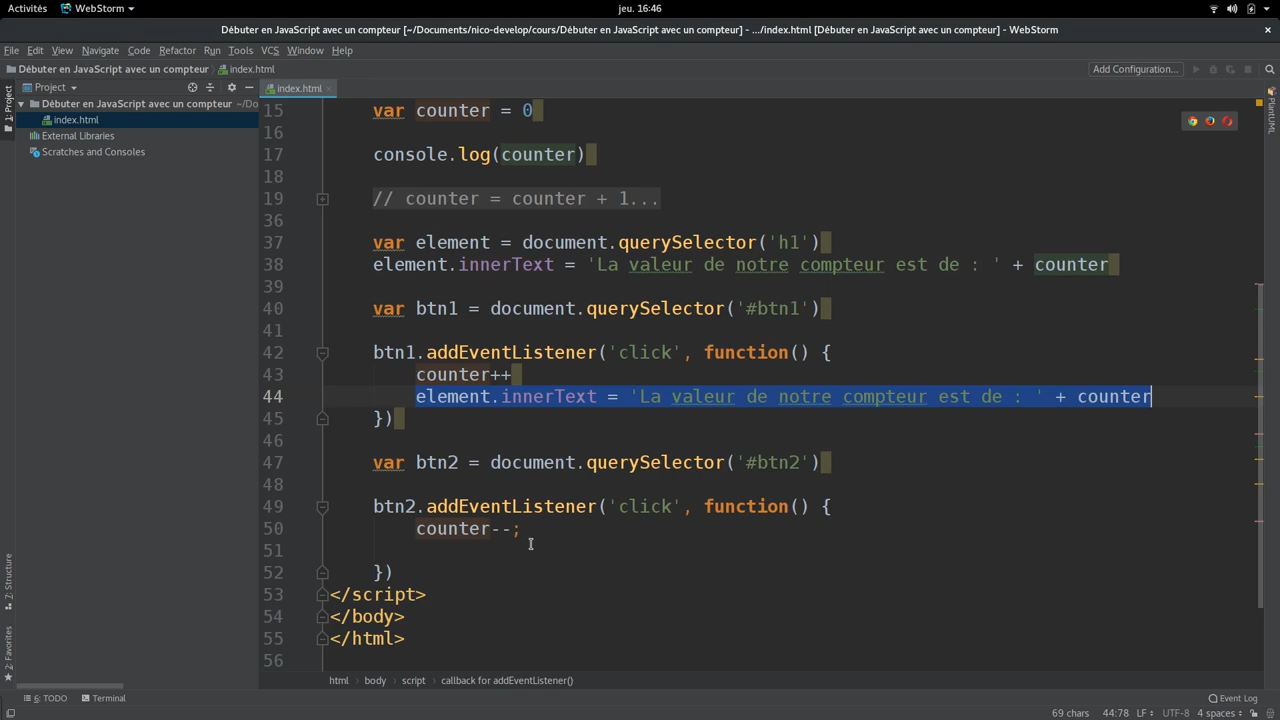 Activités
WebStorm
jeu. 16:46
Débuter en JavaScript avec un compteur [~/Documents/nico-develop/cours/Débuter en JavaScript avec un compteur] - .../index.html [Débuter en JavaScript avec un compteur] - WebStorm
File Edit View Navigate Code Refactor Run Tools VCS Window Help
Débuter en JavaScript avec un compteur index.html
Add Configuration...
1: Project
Project
index.html
PlantUML
Débuter en JavaScript avec un compteur ~/Do
index.html
External Libraries
Scratches and Consoles
15 var counter = 0
16
17 console.log(counter)
18
19 // counter = counter + 1...
36
37 var element = document.querySelector('h1')
38 element.innerText = 'La valeur de notre compteur est de : ' + counter
39
40 var btn1 = document.querySelector('#btn1')
41
42 btn1.addEventListener('click', function() {
43 counter++
44 element.innerText = 'La valeur de notre compteur est de : ' + counter
45 })
46
47 var btn2 = document.querySelector('#btn2')
48
49 btn2.addEventListener('click', function() {
50 counter--;
51
52 })
53 </script>
54 </body>
55 </html>
56
7: Structure
2: Favorites
html body script callback for addEventListener()
6: TODO Terminal
Event Log
69 chars 44:78 LF UTF-8 4 spaces